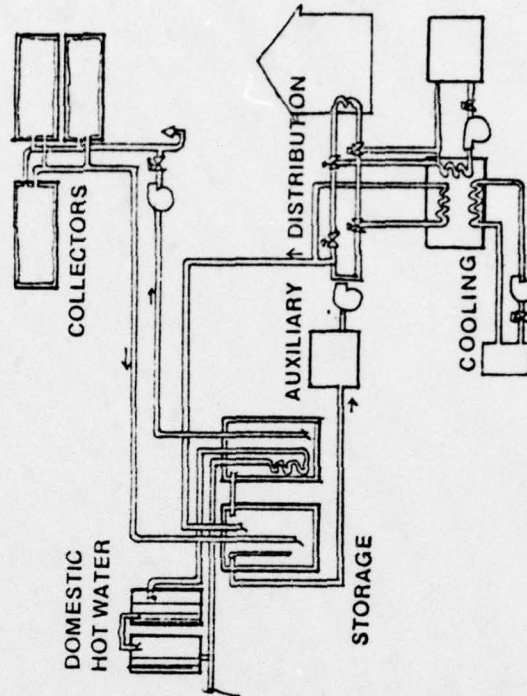 COLLECTORS
DOMESTIC
HOT WATER
STORAGE
AUXILIARY
DISTRIBUTION
COOLING